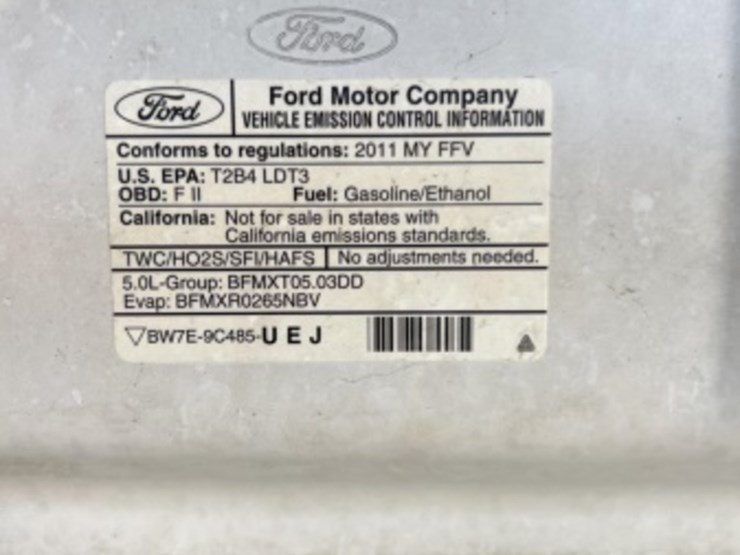 Ford
Ford
Ford Motor Company
VEHICLE EMISSION CONTROL INFORMATION
Conforms to regulations: 2011 MY FFV
U.S. EPA: T2B4 LDT3
OBD: F II Fuel: Gasoline/Ethanol
California: Not for sale in states with
California emissions standards.
TWC/HO2S/SFI/HAFS No adjustments needed.
5.0L-Group: BFMXT05.03DD
Evap: BFMXR0265NBV
BW7E-9C485-U E J